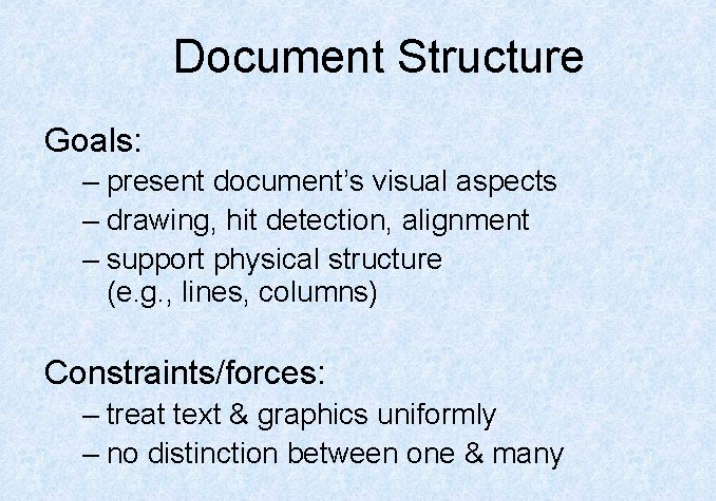 Document Structure
Goals:
– present document's visual aspects
– drawing, hit detection, alignment
– support physical structure
(e.g., lines, columns)
Constraints/forces:
– treat text & graphics uniformly
– no distinction between one & many